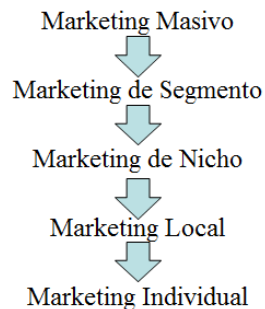 Marketing Masivo
Marketing de Segmento
Marketing de Nicho
Marketing Local
Marketing Individual